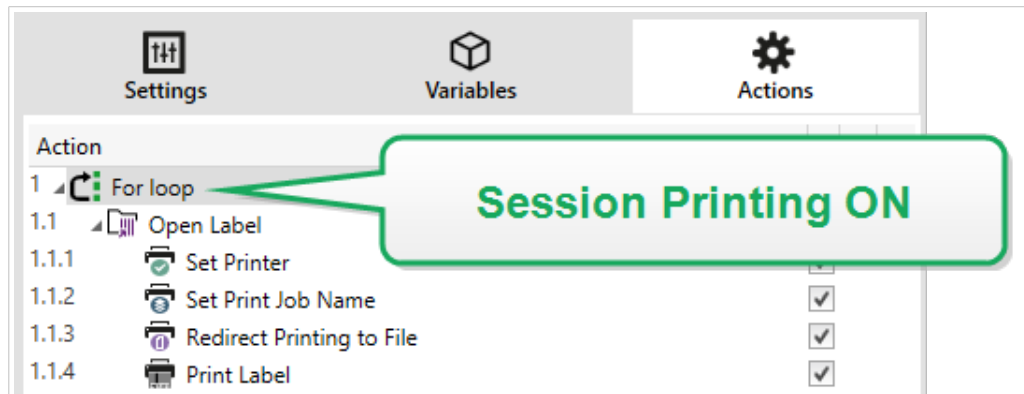 Settings
Variables
Actions
Action
1 For loop
Session Printing ON
1.1 Open Label
1.1.1 Set Printer
1.1.2 Set Print Job Name
1.1.3 Redirect Printing to File
1.1.4 Print Label